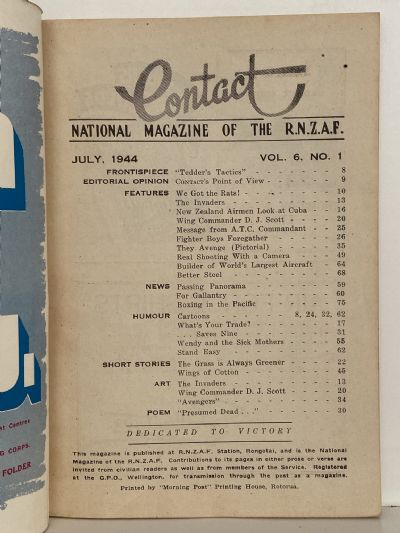 Contact
NATIONAL MAGAZINE OF THE R.N.Z.A.F.
JULY, 1944 VOL. 6, NO. 1
FRONTISPIECE "Tedder's Tactics" - - - - 8
EDITORIAL OPINION CONTACT'S Point of View - - - - 9
FEATURES We Got the Rats! - - - - 10
The Invaders - - - - 13
New Zealand Airmen Look at Cuba - 16
Wing Commander D. J. Scott - - 20
Message from A.T.C. Commandant - 25
Fighter Boys Foregather - - - 26
They Avenge (Pictorial) - - - 35
Real Shooting With a Camera - - 49
Builder of World's Largest Aircraft - 64
Better Steel - - - - 68
NEWS Passing Panorama - - - - 59
For Gallantry - - - - 60
Boxing in the Pacific - - - - 75
HUMOUR Cartoons - - - 8, 24, 32, 62
What's Your Trade? - - - - 17
. . . Saves Nine - - - - 31
Wendy and the Sick Mothers - - 55
Stand Easy - - - - 62
SHORT STORIES The Grass is Always Greener - - 22
Wings of Cotton - - - - 45
ART The Invaders - - - - 13
Wing Commander D. J. Scott - - 20
"Avengers" - - - - 34
POEM "Presumed Dead . . ." - - - 30
DEDICATED TO VICTORY
This magazine is published at R.N.Z.A.F. Station, Rongotai, and is the National
Magazine of the R.N.Z.A.F. Contributions to its pages in either prose or verse are
invited from civilian readers as well as from members of the Service. Registered
at the G.P.O., Wellington, for transmission through the post as a magazine.
Printed by "Morning Post" Printing House, Rotorua.
Centres
CORPS.
FOLDER